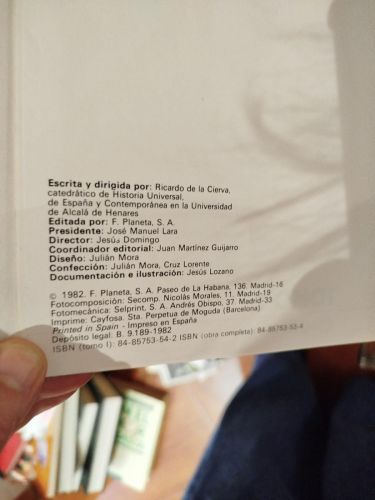 Escrita y dirigida por: Ricardo de la Cierva,
catedrático de Historia Universal,
de España y Contemporánea en la Universidad
de Alcalá de Henares
Editada por: F. Planeta, S. A.
Presidente: José Manuel Lara
Director: Jesús Domingo
Coordinador editorial: Juan Martínez Guijarro
Diseño: Julián Mora
Confección: Julián Mora, Cruz Lorente
Documentación e ilustración: Jesús Lozano
© 1982. F. Planeta, S. A. Paseo de La Habana, 136. Madrid-16
Fotocomposición: Secomp. Nicolás Morales, 11. Madrid-19
Fotomecánica: Selprint, S. A. Andrés Obispo, 37. Madrid-33
Imprime: Cayfosa. Sta. Perpetua de Moguda (Barcelona)
Printed in Spain - Impreso en España
Depósito legal: B. 9.189-1982
ISBN (tomo I): 84-85753-54-2 ISBN (obra completa): 84-85753-53-4